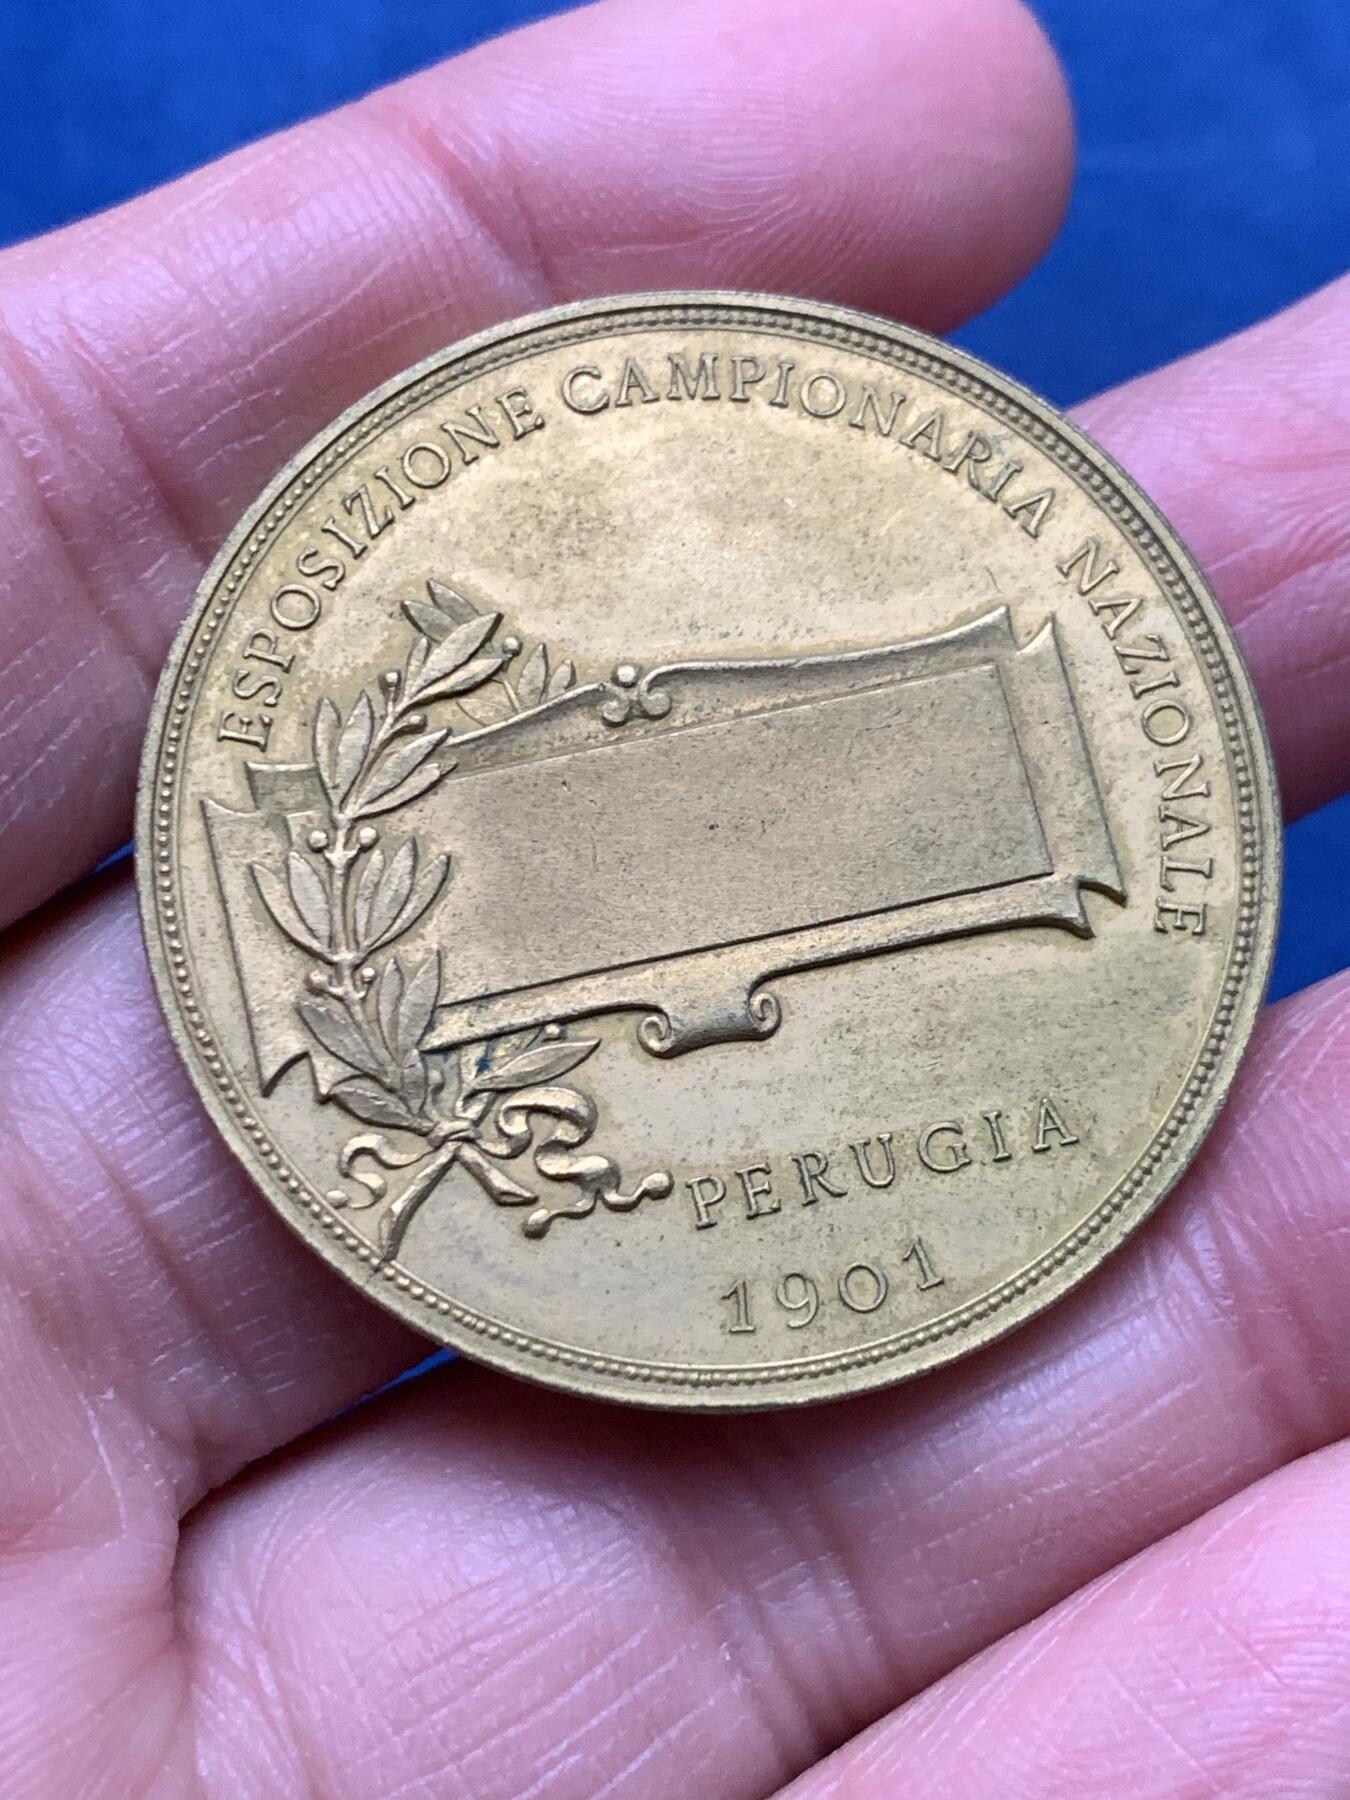 ESPOSIZIONE CAMPIONARIA NAZIONALE
PERUGIA
1901